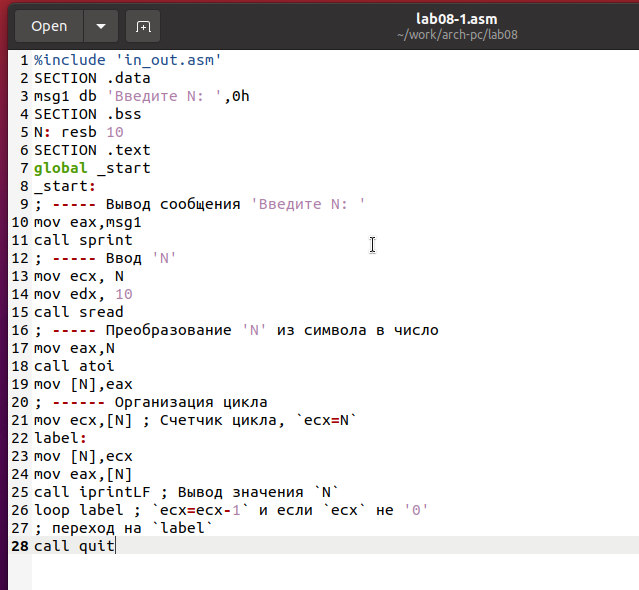 Open
lab08-1.asm
~/work/arch-pc/lab08
1 %include 'in_out.asm'
2 SECTION .data
3 msg1 db 'Введите N: ',0h
4 SECTION .bss
5 N: resb 10
6 SECTION .text
7 global _start
8 _start:
9 ; ----- Вывод сообщения 'Введите N: '
10 mov eax,msg1
11 call sprint
12 ; ----- Ввод 'N'
13 mov ecx, N
14 mov edx, 10
15 call sread
16 ; ----- Преобразование 'N' из символа в число
17 mov eax,N
18 call atoi
19 mov [N],eax
20 ; ------ Организация цикла
21 mov ecx,[N] ; Счетчик цикла, `ecx=N`
22 label:
23 mov [N],ecx
24 mov eax,[N]
25 call iprintLF ; Вывод значения `N`
26 loop label ; `ecx=ecx-1` и если `ecx` не '0'
27 ; переход на `label`
28 call quit